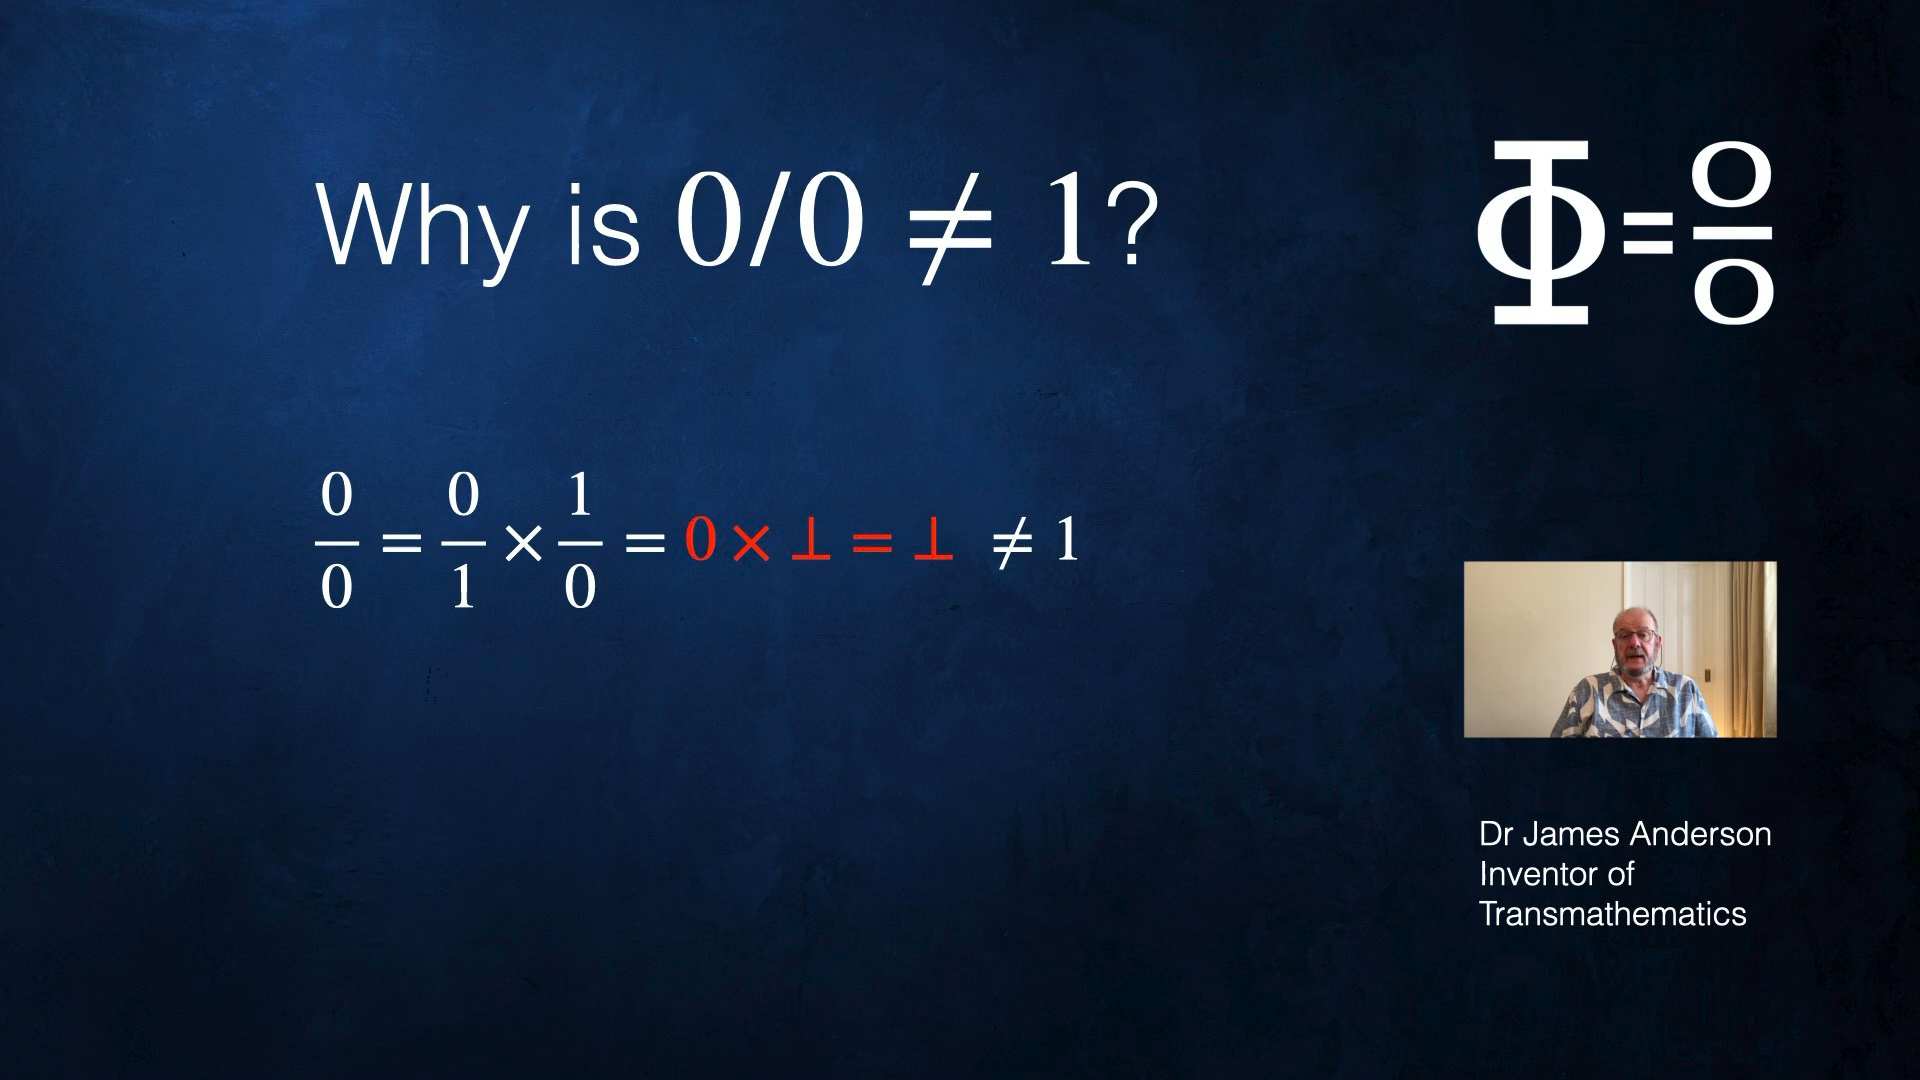 Why is 0/0 ≠ 1?
Φ = 0/0
0/0 = 0/1 × 1/0 = 0 × ⊥ = ⊥ ≠ 1
Dr James Anderson
Inventor of
Transmathematics